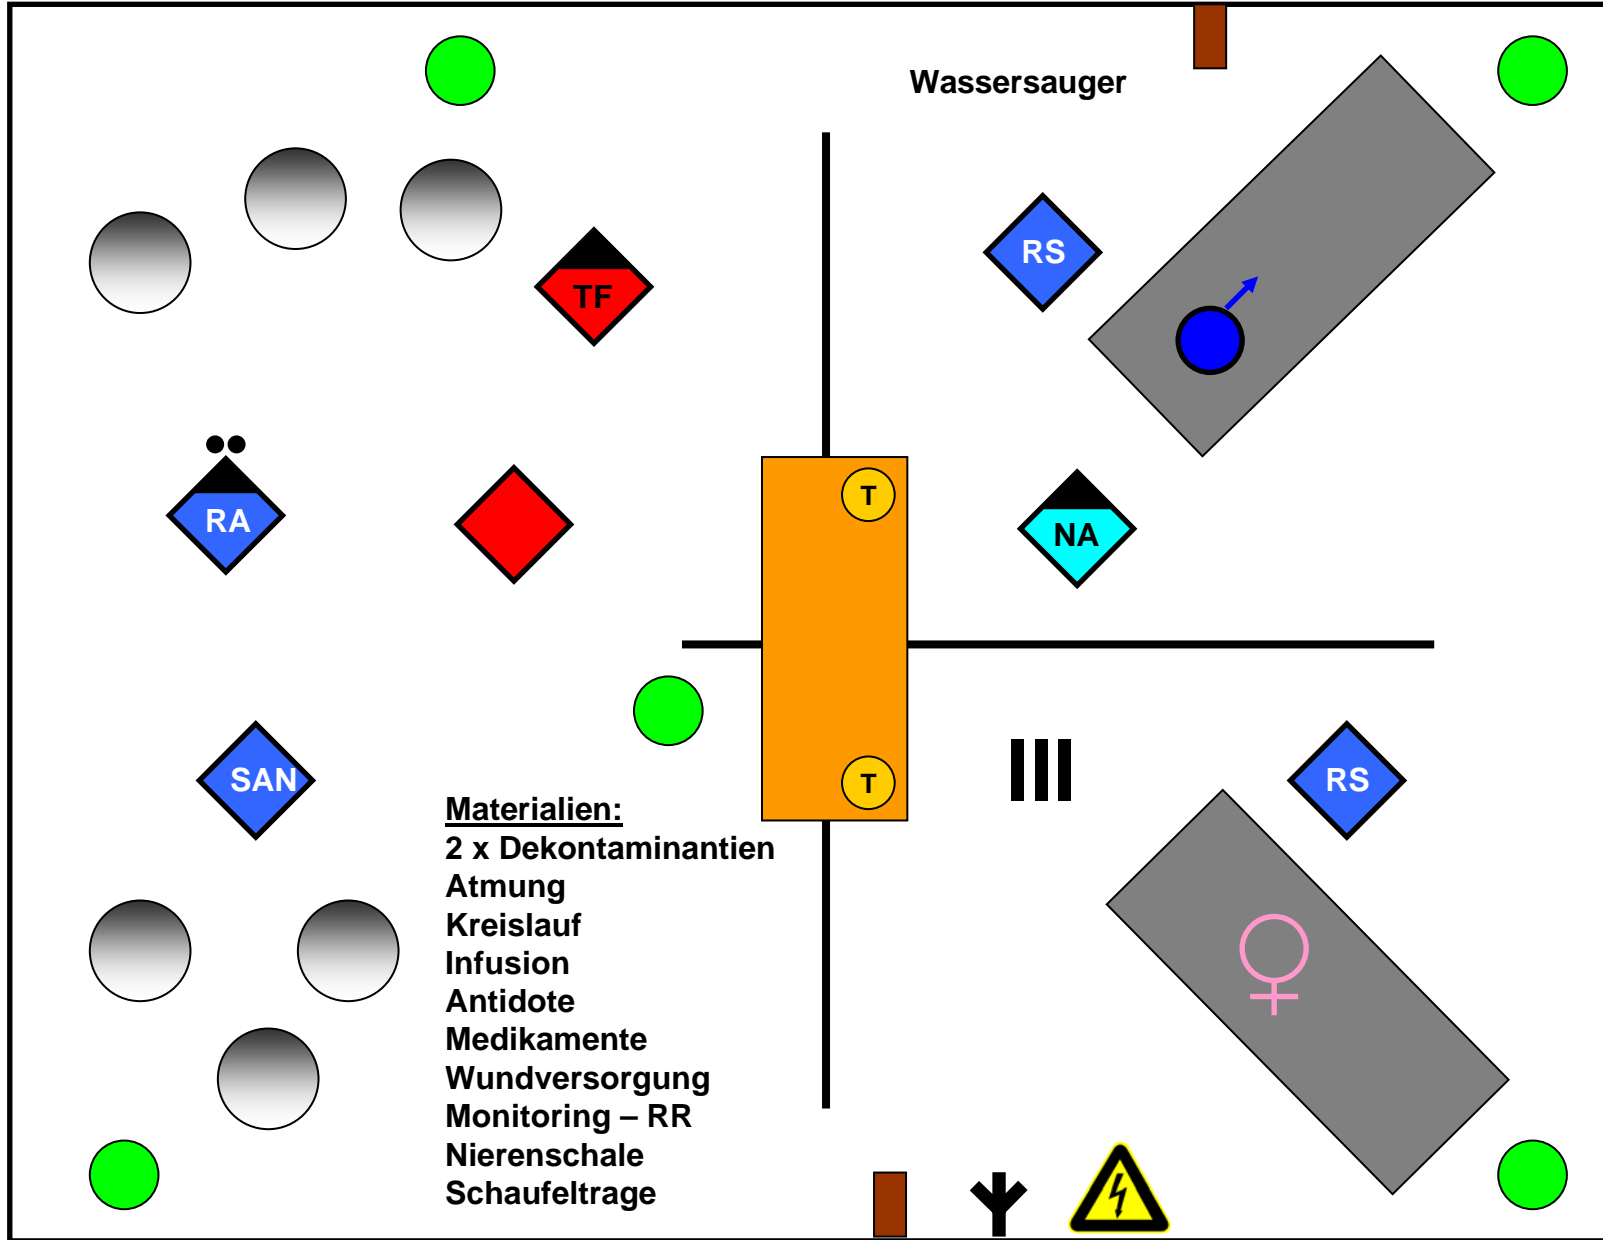 Wassersauger
RS
TF
T
RA
NA
SAN
T
RS
Materialien:
2 x Dekontaminantien
Atmung
Kreislauf
Infusion
Antidote
Medikamente
Wundversorgung
Monitoring – RR
Nierenschale
Schaufeltrage